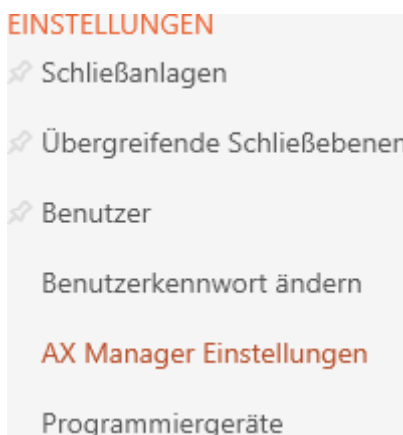 EINSTELLUNGEN
Schließanlagen
Übergreifende Schließebenen
Benutzer
Benutzerkennwort ändern
AX Manager Einstellungen
Programmiergeräte